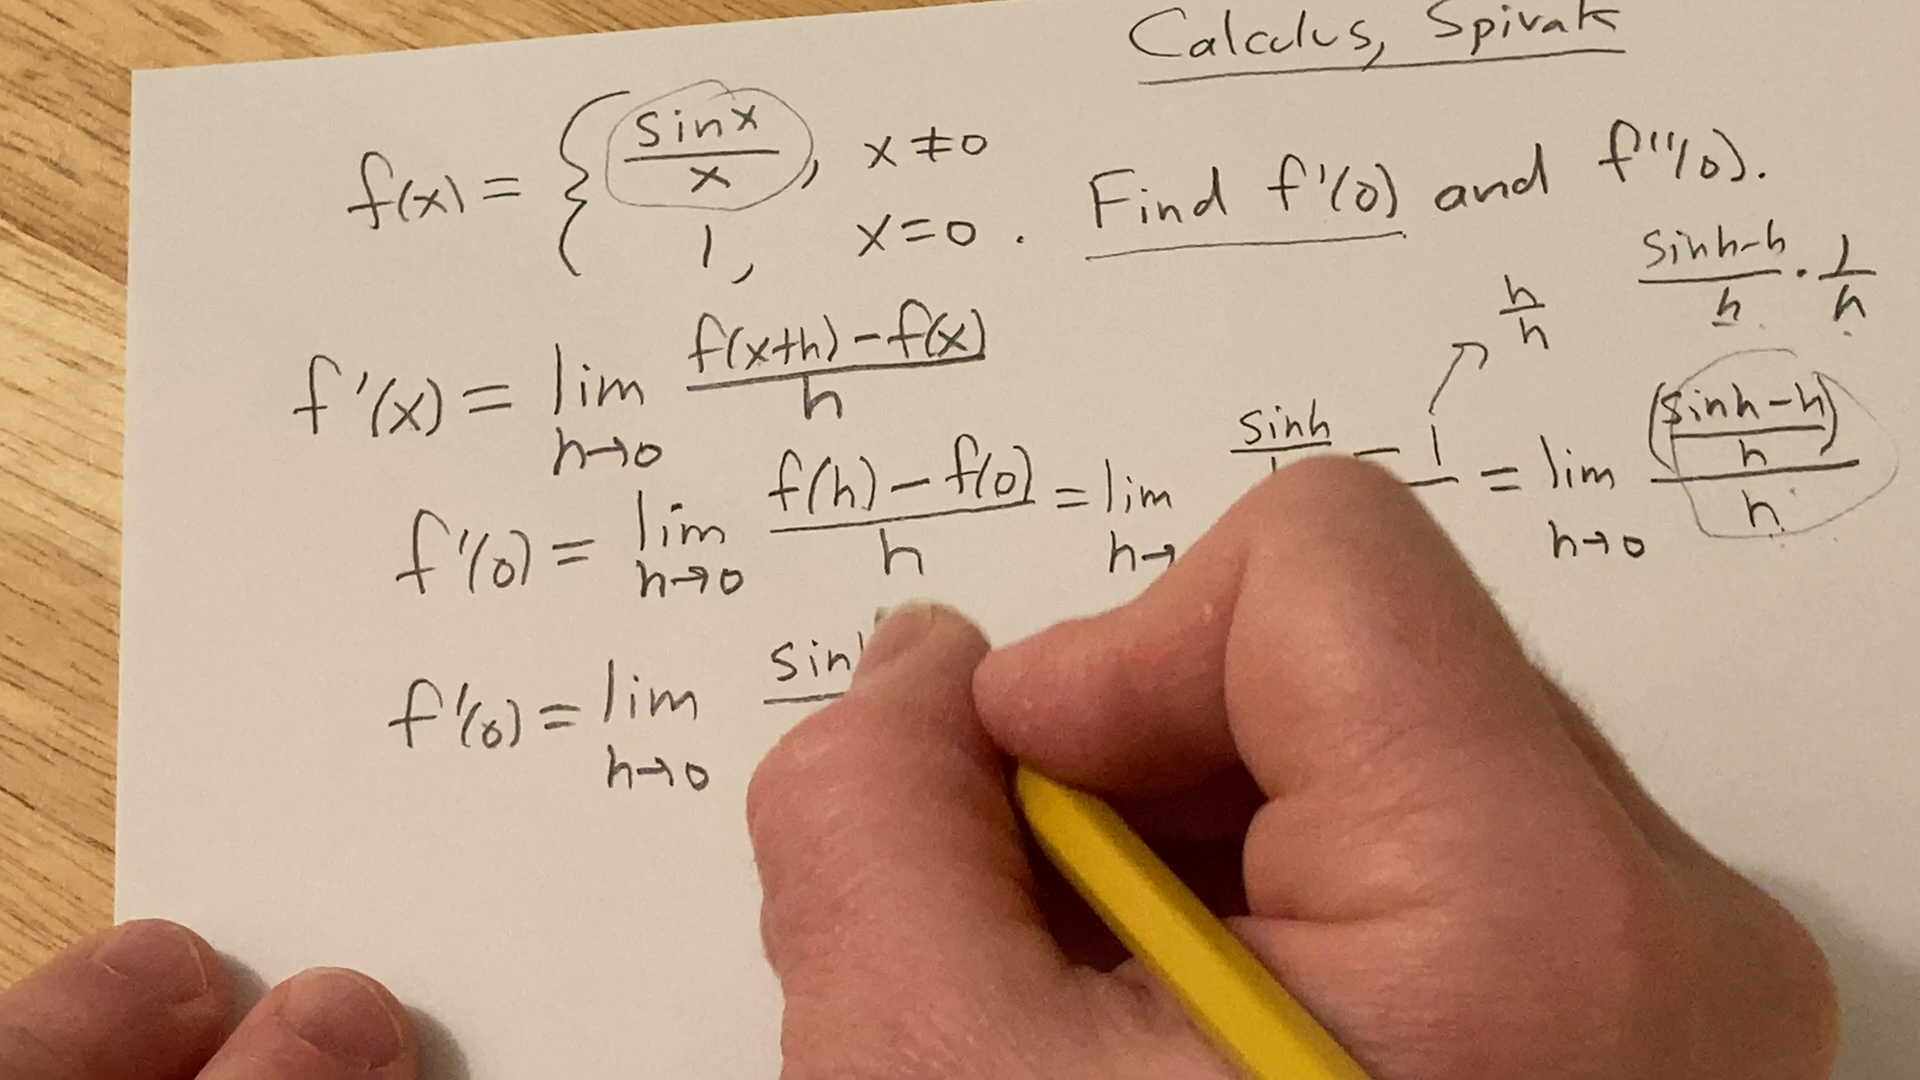 Calculus, Spivak
f(x) = { sinx/x, x ≠ 0
1, x = 0 . Find f'(0) and f''(0).
sinh-h/h · 1/h
h/h
f'(x) = lim h→0 f(x+h) - f(x)/h
f'(0) = lim h→0 f(h) - f(0)/h = lim h→ sinh - 1 = lim h→0 (sinh-h/h)/h
f'(0) = lim h→0 sin